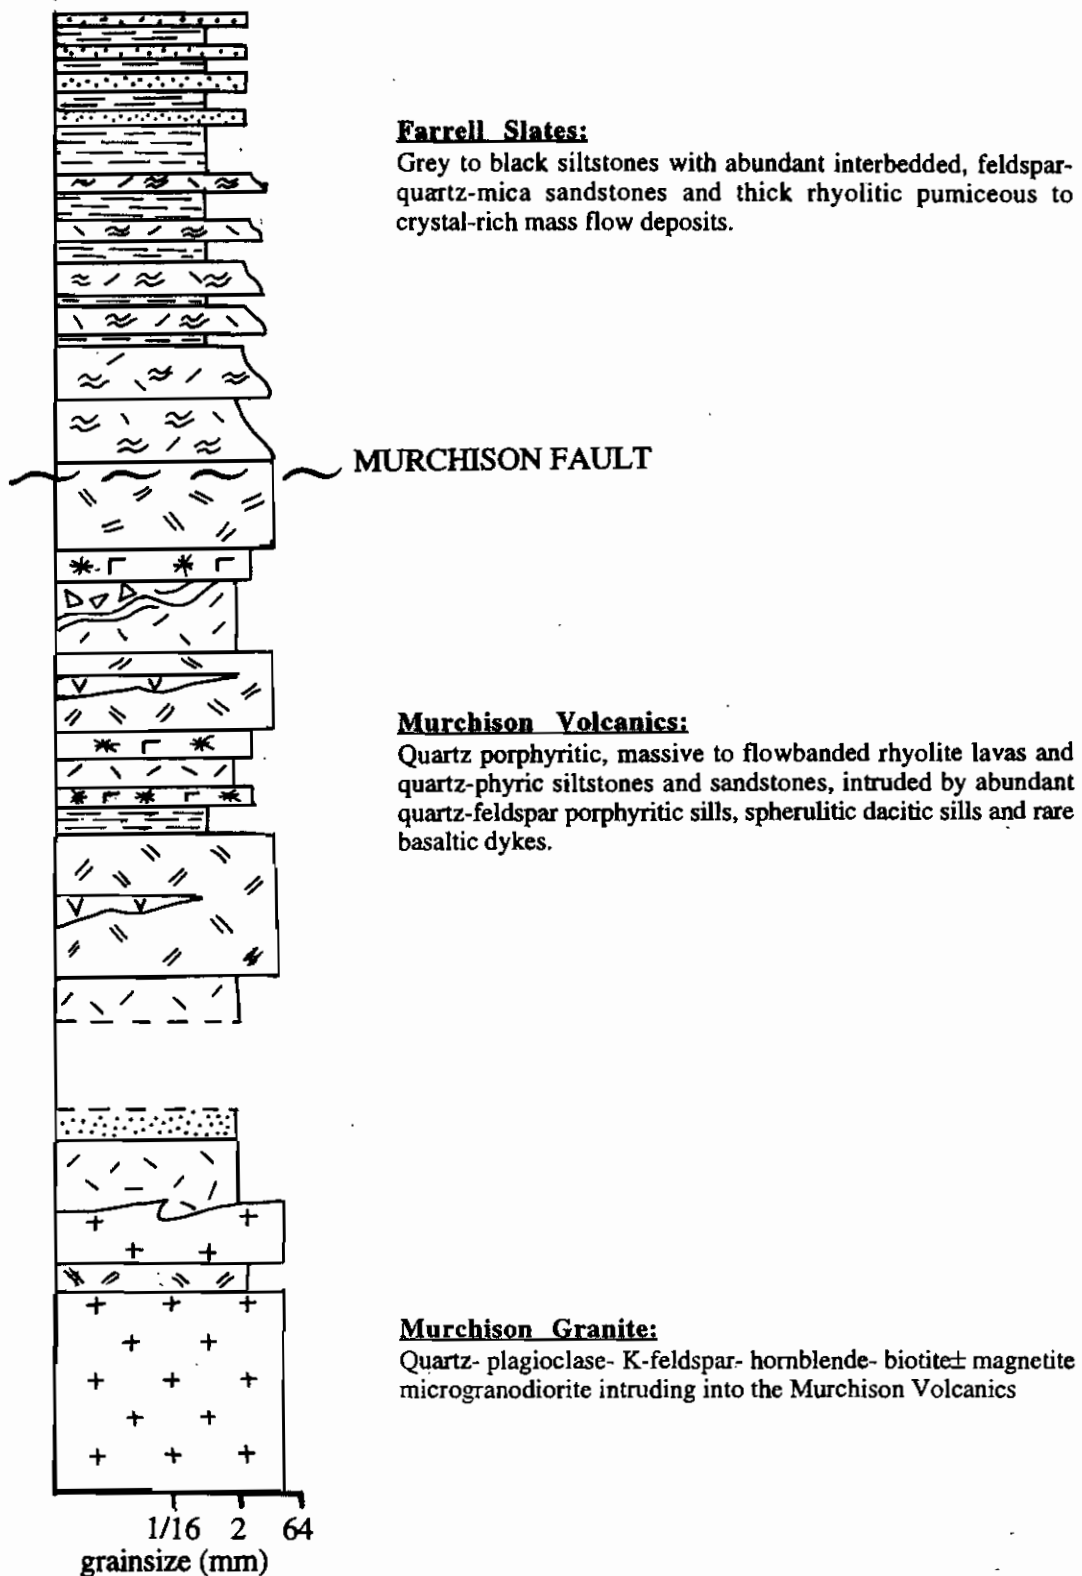 Farrell Slates:
Grey to black siltstones with abundant interbedded, feldspar-
quartz-mica sandstones and thick rhyolitic pumiceous to
crystal-rich mass flow deposits.
MURCHISON FAULT
Murchison Volcanics:
Quartz porphyritic, massive to flowbanded rhyolite lavas and
quartz-phyric siltstones and sandstones, intruded by abundant
quartz-feldspar porphyritic sills, spherulitic dacitic sills and rare
basaltic dykes.
Murchison Granite:
Quartz- plagioclase- K-feldspar- hornblende- biotite± magnetite
microgranodiorite intruding into the Murchison Volcanics
1/16 2 64
grainsize (mm)